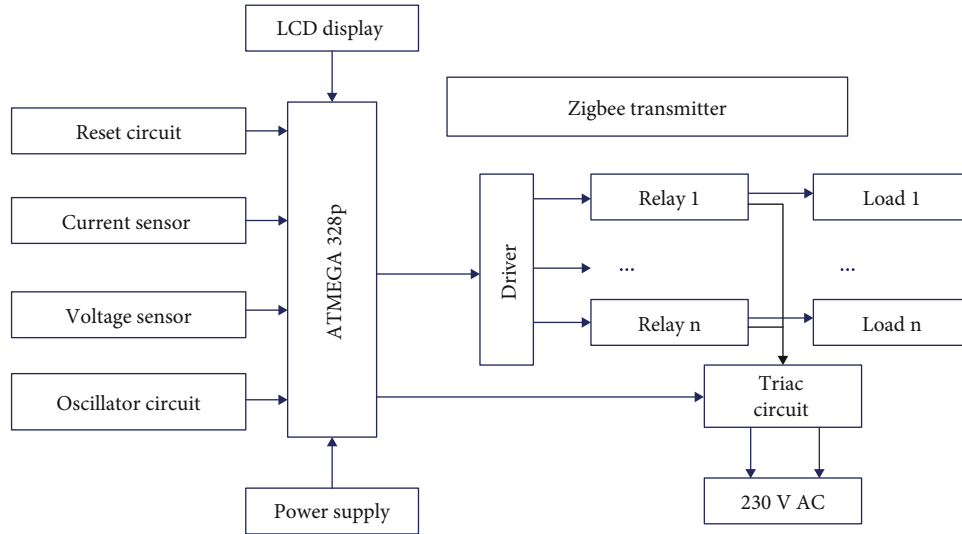 LCD display
Zigbee transmitter
Reset circuit
Current sensor
Voltage sensor
Oscillator circuit
ATMEGA 328p
Power supply
Driver
Relay 1
Load 1
...
...
Relay n
Load n
Triac
circuit
230 V AC